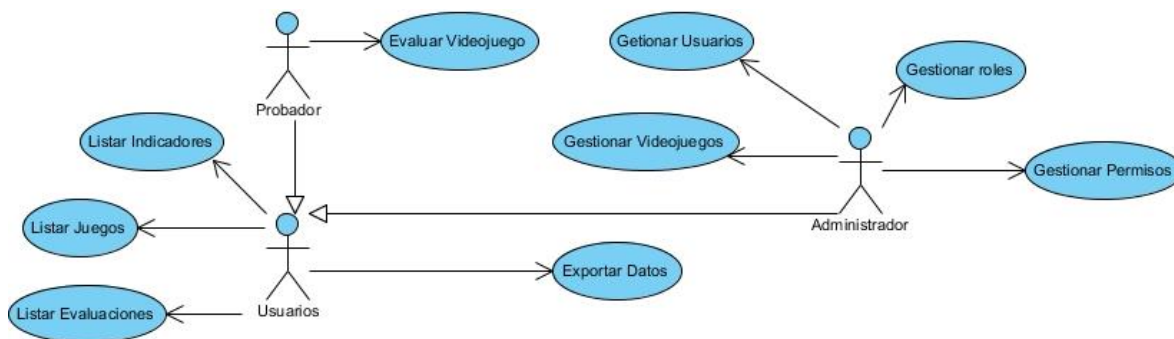 Evaluar Videojuego
Getionar Usuarios
Gestionar roles
Probador
Listar Indicadores
Gestionar Videojuegos
Gestionar Permisos
Listar Juegos
Administrador
Exportar Datos
Listar Evaluaciones
Usuarios